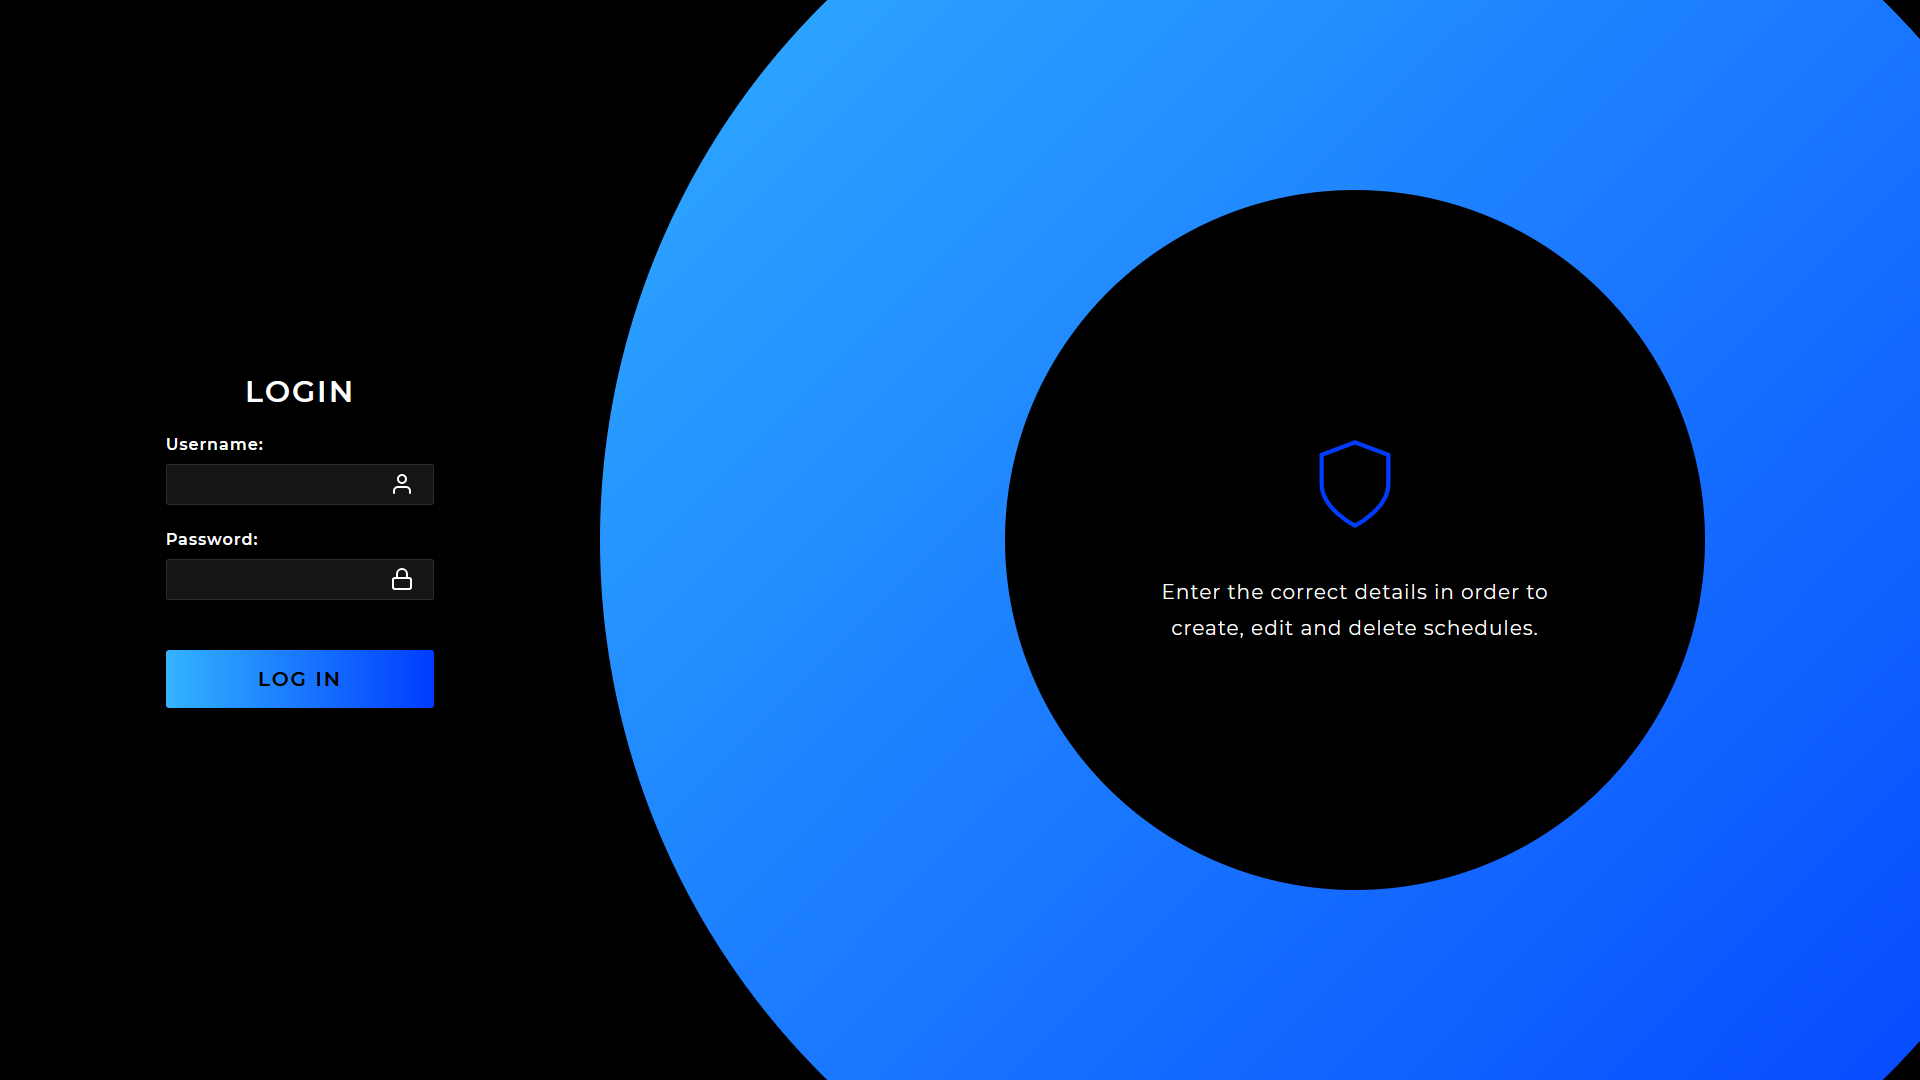 LOGIN
Username:
Password:
LOG IN
Enter the correct details in order to
create, edit and delete schedules.